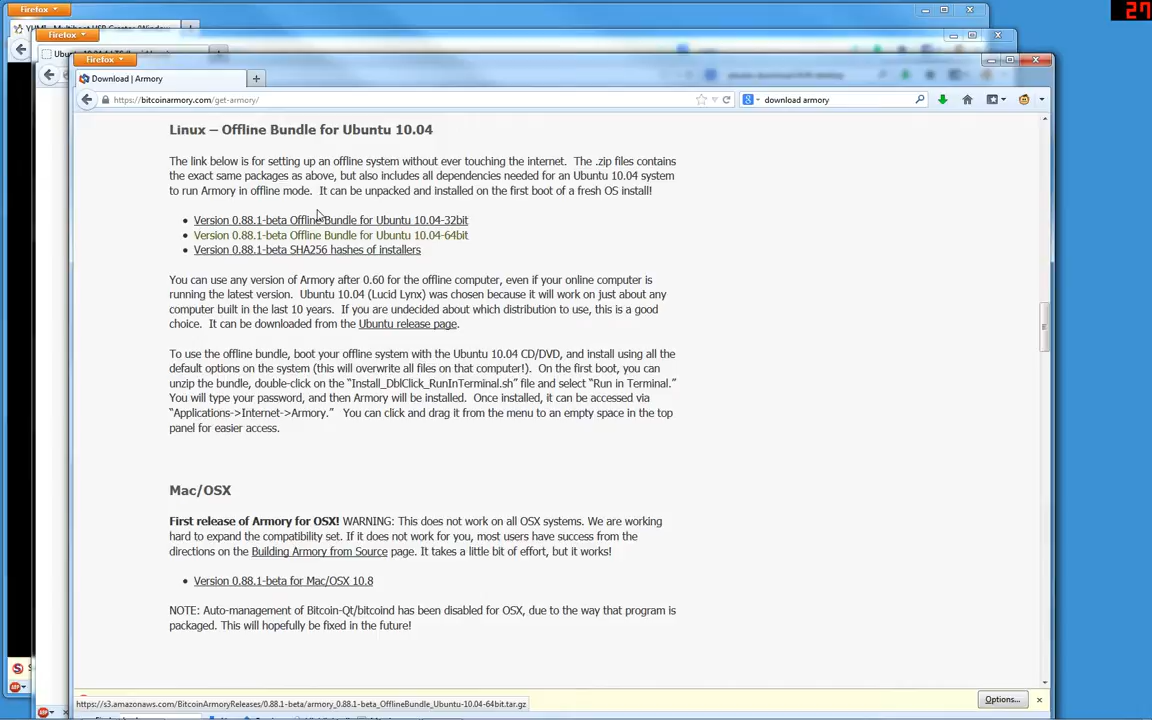 Firefox
27
Firefox
Firefox
Download | Armory
https://bitcoinarmory.com/get-armory/
download armory
Linux – Offline Bundle for Ubuntu 10.04
The link below is for setting up an offline system without ever touching the internet.  The .zip files contains
the exact same packages as above, but also includes all dependencies needed for an Ubuntu 10.04 system
to run Armory in offline mode.  It can be unpacked and installed on the first boot of a fresh OS install!
• Version 0.88.1-beta Offline Bundle for Ubuntu 10.04-32bit
• Version 0.88.1-beta Offline Bundle for Ubuntu 10.04-64bit
• Version 0.88.1-beta SHA256 hashes of installers
You can use any version of Armory after 0.60 for the offline computer, even if your online computer is
running the latest version.  Ubuntu 10.04 (Lucid Lynx) was chosen because it will work on just about any
computer built in the last 10 years.  If you are undecided about which distribution to use, this is a good
choice.  It can be downloaded from the Ubuntu release page.
To use the offline bundle, boot your offline system with the Ubuntu 10.04 CD/DVD, and install using all the
default options on the system (this will overwrite all files on that computer!).  On the first boot, you can
unzip the bundle, double-click on the “Install_DblClick_RunInTerminal.sh” file and select “Run in Terminal.”
You will type your password, and then Armory will be installed.  Once installed, it can be accessed via
“Applications->Internet->Armory.”  You can click and drag it from the menu to an empty space in the top
panel for easier access.
Mac/OSX
First release of Armory for OSX! WARNING: This does not work on all OSX systems. We are working
hard to expand the compatibility set. If it does not work for you, most users have success from the
directions on the Building Armory from Source page. It takes a little bit of effort, but it works!
• Version 0.88.1-beta for Mac/OSX 10.8
NOTE: Auto-management of Bitcoin-Qt/bitcoind has been disabled for OSX, due to the way that program is
packaged. This will hopefully be fixed in the future!
Options...
https://s3.amazonaws.com/BitcoinArmoryReleases/0.88.1-beta/armory_0.88.1-beta_OfflineBundle_Ubuntu-10.04-64bit.tar.gz